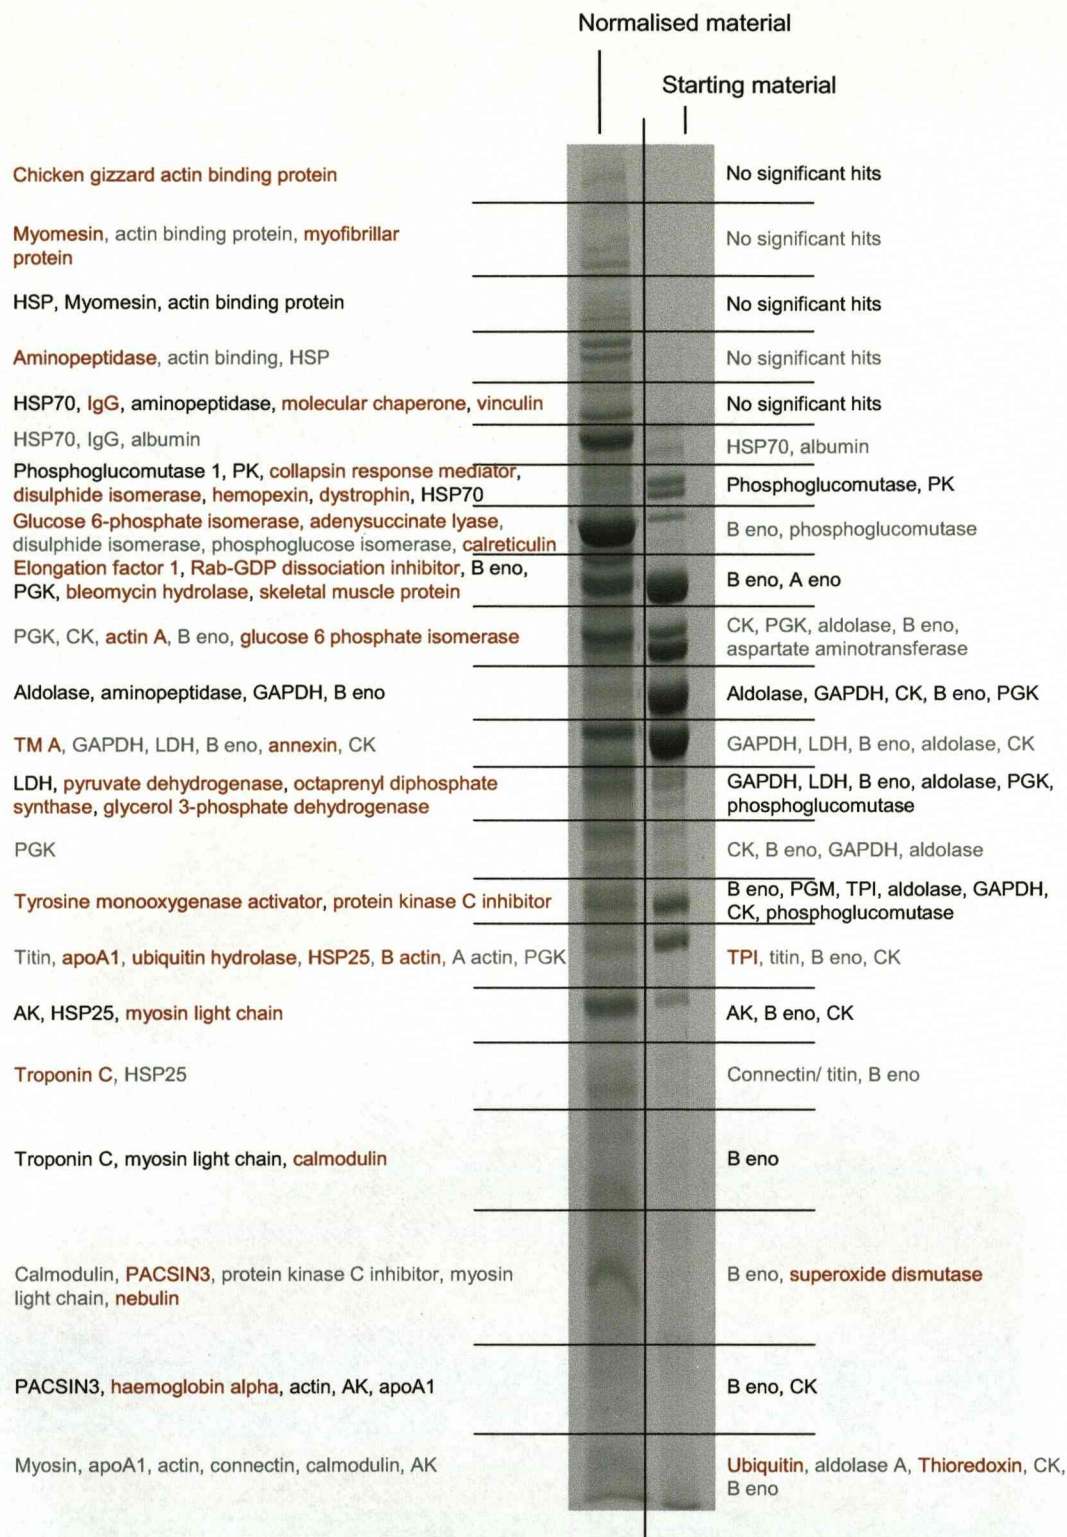 Normalised material
Starting material
Chicken gizzard actin binding protein
No significant hits
Myomesin, actin binding protein, myofibrillar
protein
No significant hits
HSP, Myomesin, actin binding protein
No significant hits
Aminopeptidase, actin binding, HSP
No significant hits
HSP70, IgG, aminopeptidase, molecular chaperone, vinculin
No significant hits
HSP70, IgG, albumin
HSP70, albumin
Phosphoglucomutase 1, PK, collapsin response mediator,
disulphide isomerase, hemopexin, dystrophin, HSP70
Phosphoglucomutase, PK
Glucose 6-phosphate isomerase, adenysuccinate lyase,
disulphide isomerase, phosphoglucose isomerase, calreticulin
B eno, phosphoglucomutase
Elongation factor 1, Rab-GDP dissociation inhibitor, B eno,
PGK, bleomycin hydrolase, skeletal muscle protein
B eno, A eno
PGK, CK, actin A, B eno, glucose 6 phosphate isomerase
CK, PGK, aldolase, B eno,
aspartate aminotransferase
Aldolase, aminopeptidase, GAPDH, B eno
Aldolase, GAPDH, CK, B eno, PGK
TM A, GAPDH, LDH, B eno, annexin, CK
GAPDH, LDH, B eno, aldolase, CK
LDH, pyruvate dehydrogenase, octaprenyl diphosphate
synthase, glycerol 3-phosphate dehydrogenase
GAPDH, LDH, B eno, aldolase, PGK,
phosphoglucomutase
PGK
CK, B eno, GAPDH, aldolase
Tyrosine monooxygenase activator, protein kinase C inhibitor
B eno, PGM, TPI, aldolase, GAPDH,
CK, phosphoglucomutase
Titin, apoA1, ubiquitin hydrolase, HSP25, B actin, A actin, PGK
TPI, titin, B eno, CK
AK, HSP25, myosin light chain
AK, B eno, CK
Troponin C, HSP25
Connectin/ titin, B eno
Troponin C, myosin light chain, calmodulin
B eno
Calmodulin, PACSIN3, protein kinase C inhibitor, myosin
light chain, nebulin
B eno, superoxide dismutase
PACSIN3, haemoglobin alpha, actin, AK, apoA1
B eno, CK
Myosin, apoA1, actin, connectin, calmodulin, AK
Ubiquitin, aldolase A, Thioredoxin, CK,
B eno